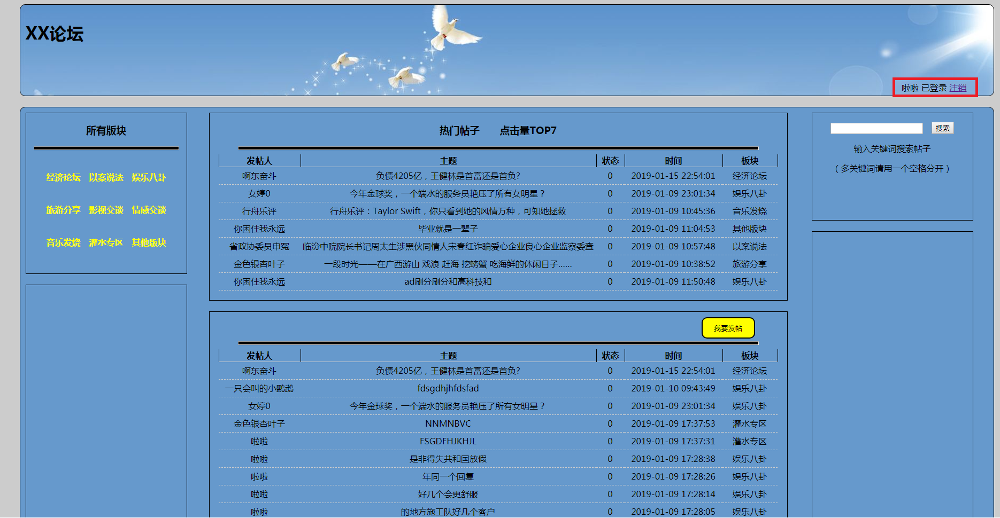 XX论坛
啦啦 已登录 注销
所有版块
经济论坛 以案说法 娱乐八卦
旅游分享 影视交谈 情感交谈
音乐发烧 灌水专区 其他版块
热门帖子 点击量TOP7
发帖人 主题 状态 时间 板块
啊东奋斗 负债4205亿，王健林是首富还是首负? 0 2019-01-15 22:54:01 经济论坛
女婷0 今年金球奖，一个端水的服务员艳压了所有女明星？ 0 2019-01-09 23:01:34 娱乐八卦
行舟乐评 行舟乐评：Taylor Swift，你只看到她的风情万种，可知她拯救 0 2019-01-09 10:45:36 音乐发烧
你困住我永远 毕业就是一辈子 0 2019-01-09 11:04:53 其他版块
省政协委员申冤 临汾中院院长书记周太生涉黑伙同情人宋春红诈骗爱心企业良心企业监察委查 0 2019-01-09 10:57:48 以案说法
金色银杏叶子 一段时光——在广西游山 戏浪 赶海 挖螃蟹 吃海鲜的休闲日子…… 0 2019-01-09 10:38:52 旅游分享
你困住我永远 ad刷分刷分和高科技和 0 2019-01-09 11:50:48 娱乐八卦
我要发帖
发帖人 主题 状态 时间 板块
啊东奋斗 负债4205亿，王健林是首富还是首负? 0 2019-01-15 22:54:01 经济论坛
一只会叫的小鹦鹉 fdsgdhjhfdsfad 0 2019-01-10 09:43:49 娱乐八卦
女婷0 今年金球奖，一个端水的服务员艳压了所有女明星？ 0 2019-01-09 23:01:34 娱乐八卦
金色银杏叶子 NNMNBVC 0 2019-01-09 17:37:53 灌水专区
啦啦 FSGDFHJKHJL 0 2019-01-09 17:37:31 灌水专区
啦啦 是非得失共和国放假 0 2019-01-09 17:28:38 娱乐八卦
啦啦 年同一个回复 0 2019-01-09 17:28:26 娱乐八卦
啦啦 好几个会更舒服 0 2019-01-09 17:28:14 娱乐八卦
啦啦 的地方施工队好几个客户 0 2019-01-09 17:28:05 娱乐八卦
搜索
输入关键词搜索帖子
（多关键词请用一个空格分开）